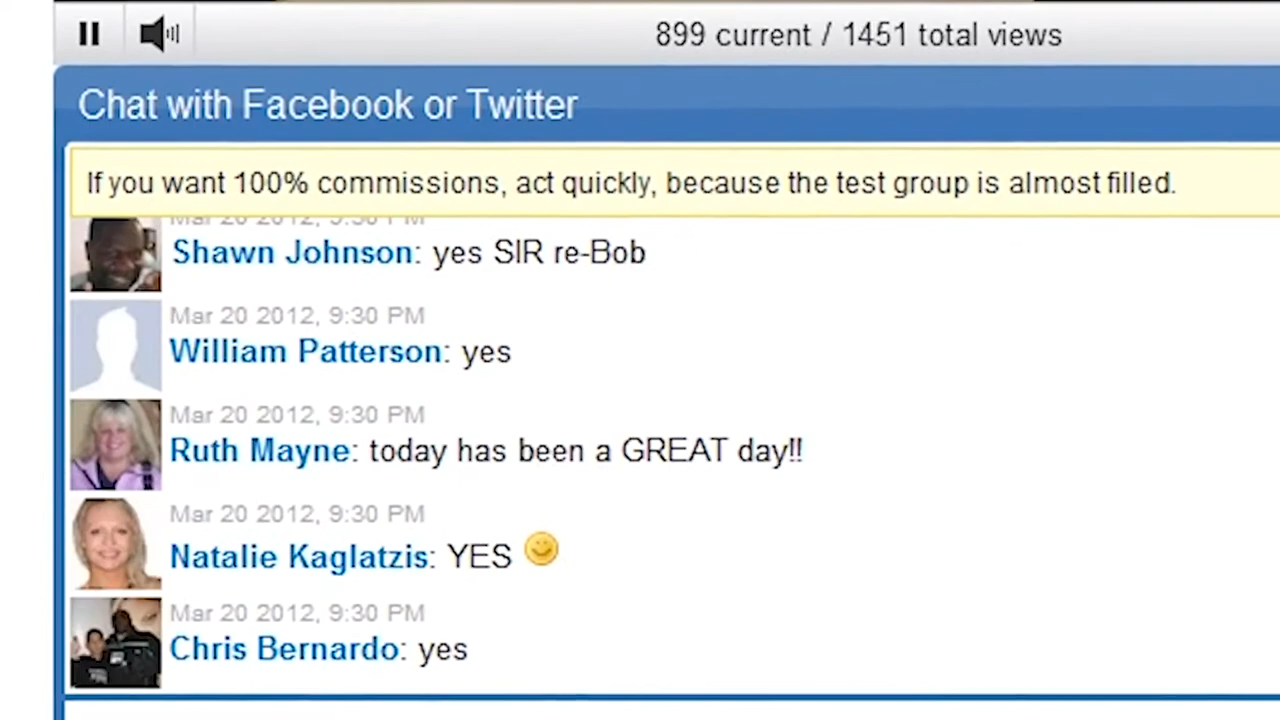 899 current / 1451 total views
Chat with Facebook or Twitter
If you want 100% commissions, act quickly, because the test group is almost filled.
Shawn Johnson: yes SIR re-Bob
Mar 20 2012, 9:30 PM
William Patterson: yes
Mar 20 2012, 9:30 PM
Ruth Mayne: today has been a GREAT day!!
Mar 20 2012, 9:30 PM
Natalie Kaglatzis: YES
Mar 20 2012, 9:30 PM
Chris Bernardo: yes